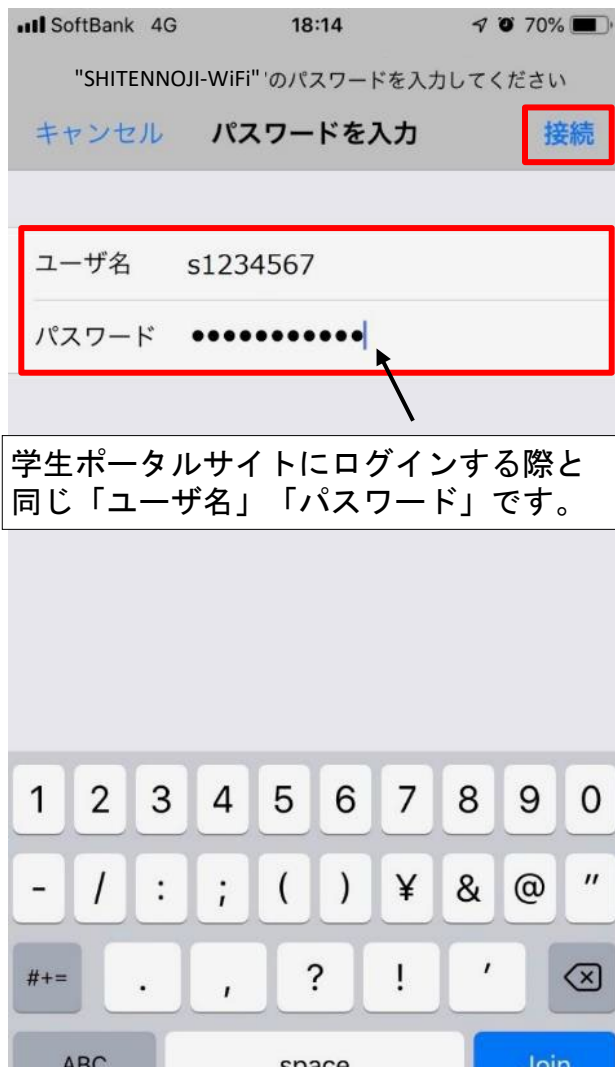 SoftBank 4G 18:14 70%
"SHITENNOJI-WiFi" 'のパスワードを入力してください
キャンセル パスワードを入力 接続
ユーザ名 s1234567
パスワード ●●●●●●●●●●●
学生ポータルサイトにログインする際と
同じ「ユーザ名」「パスワード」です。
1 2 3 4 5 6 7 8 9 0
- / : ; ( ) ¥ & @ "
#+= . , ? ! '
ABC space Join